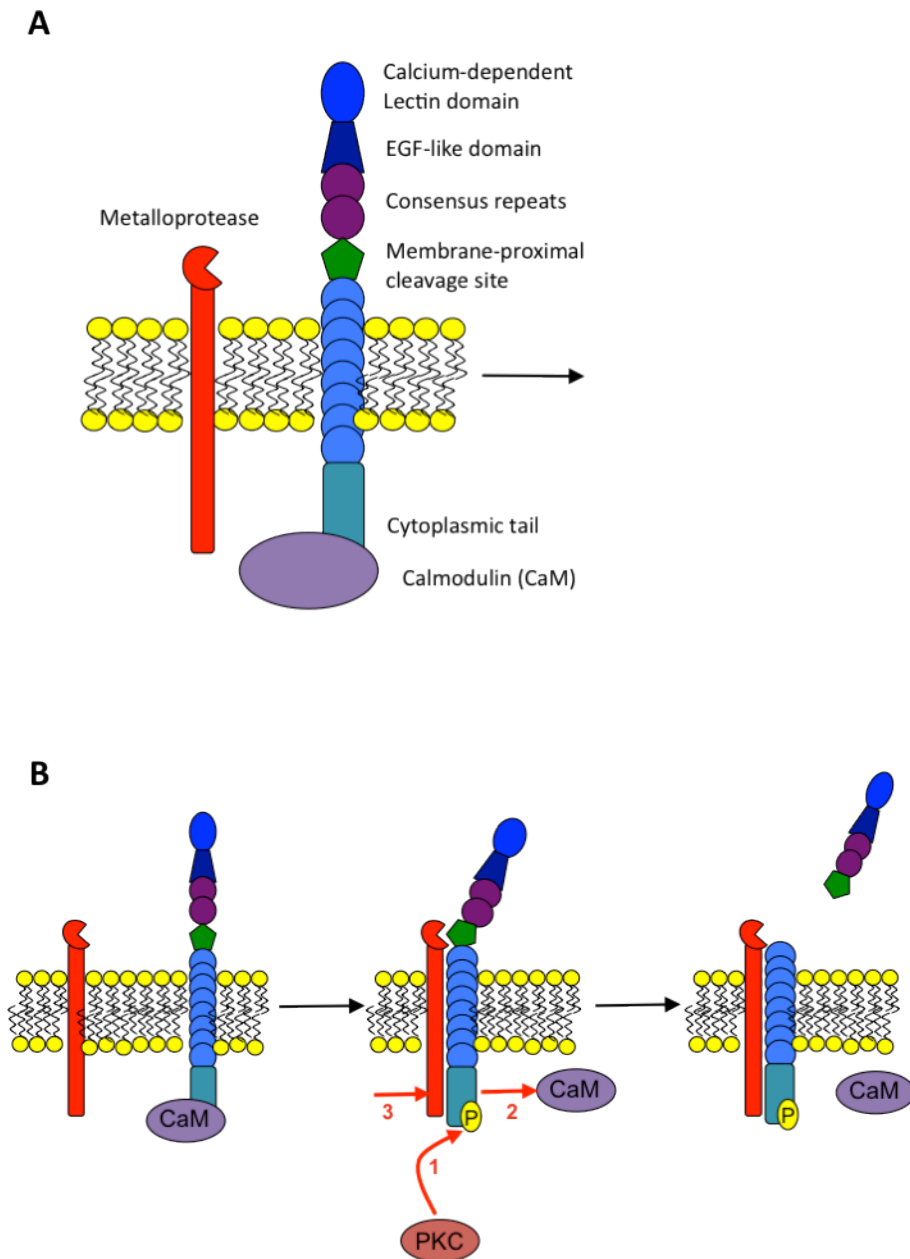 A
Calcium-dependent
Lectin domain
EGF-like domain
Consensus repeats
Metalloprotease
Membrane-proximal
cleavage site
Cytoplasmic tail
Calmodulin (CaM)
B
CaM
3
P
2
CaM
1
PKC
P
CaM